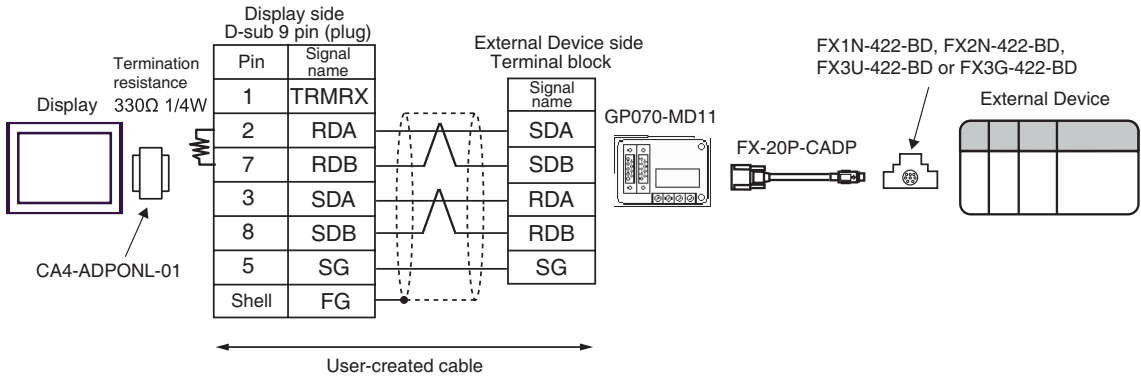 Display side
D-sub 9 pin (plug)
External Device side
Terminal block
FX1N-422-BD, FX2N-422-BD,
FX3U-422-BD or FX3G-422-BD
Termination
resistance
330Ω 1/4W
Display
CA4-ADPONL-01
Pin Signal name
1 TRMRX
2 RDA
7 RDB
3 SDA
8 SDB
5 SG
Shell FG
Signal name
SDA
SDB
RDA
RDB
SG
GP070-MD11
FX-20P-CADP
External Device
User-created cable